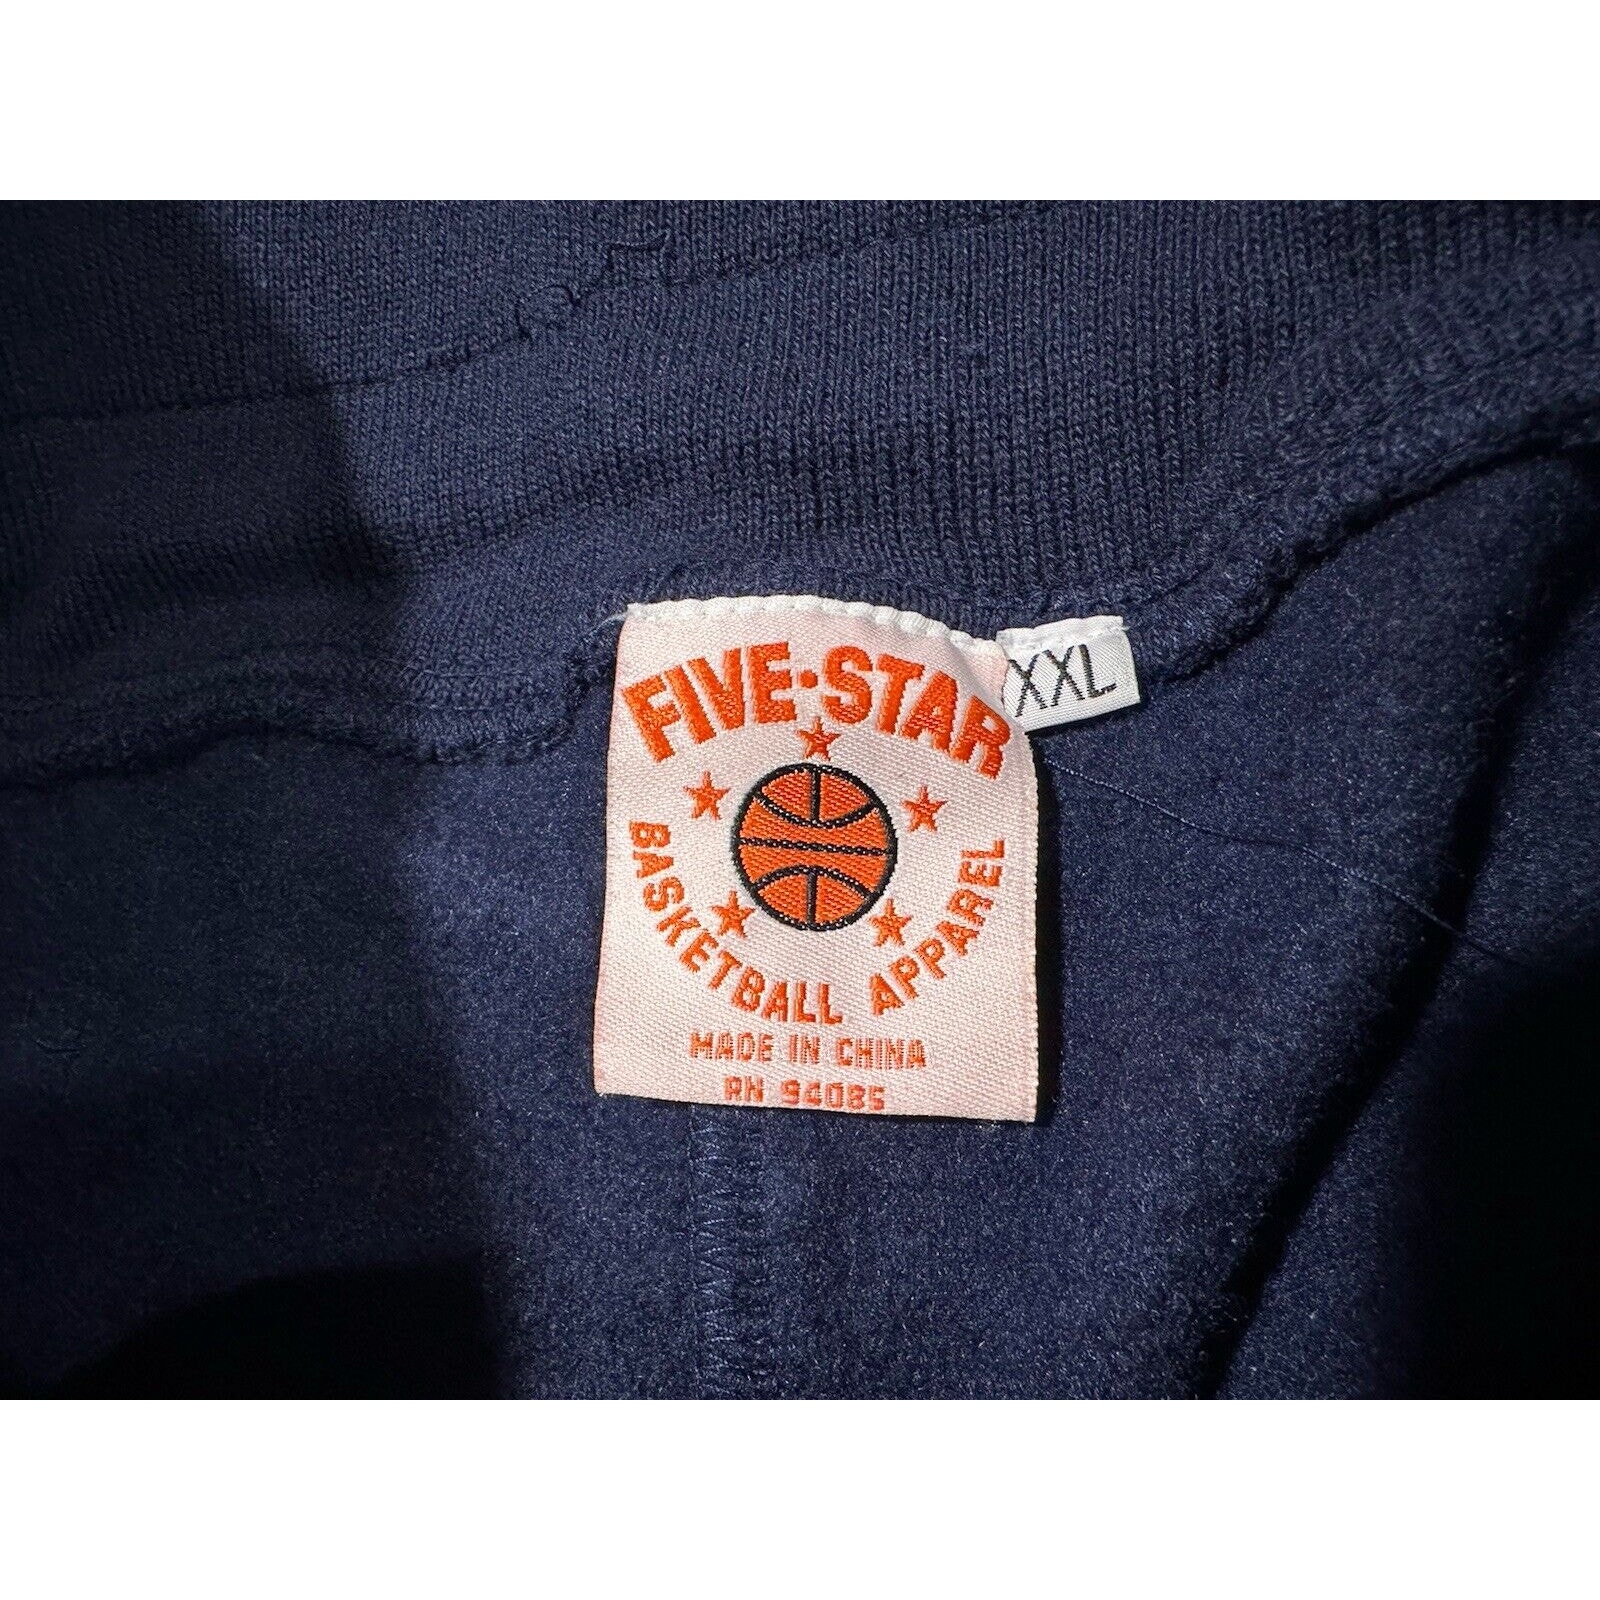 FIVE·STAR
XXL
BASKETBALL APPAREL
MADE IN CHINA
RN 94085